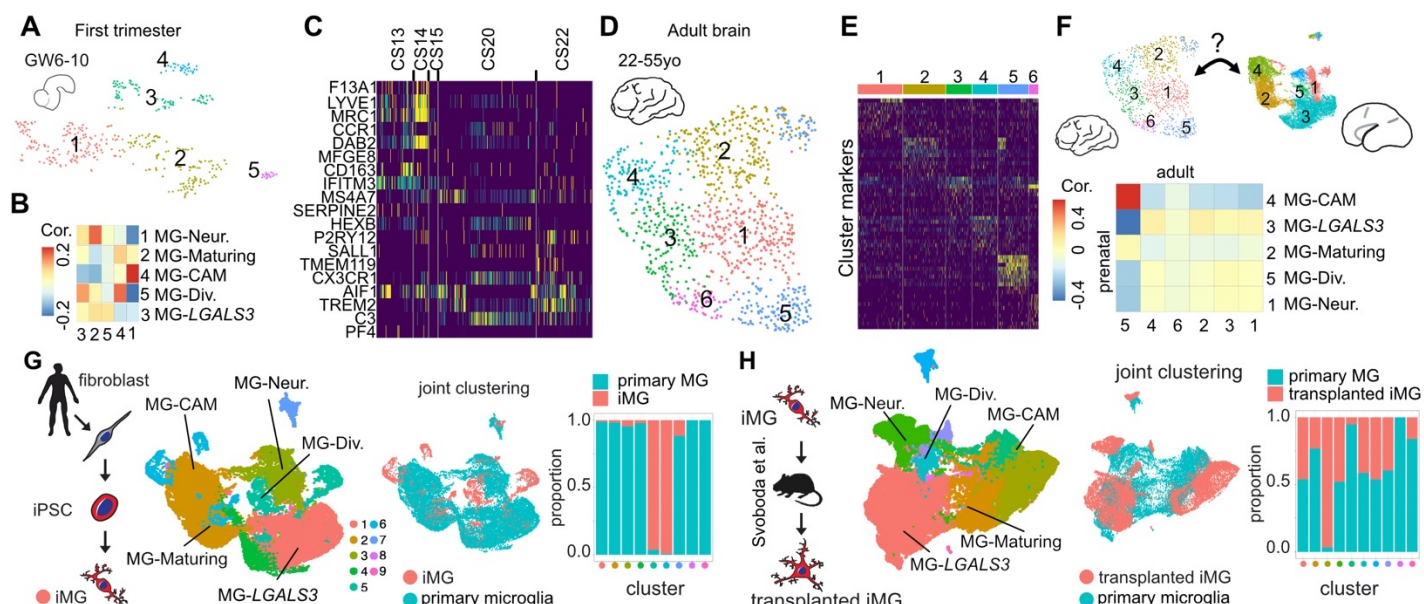 A
First trimester
GW6-10
4
3
1
2
5
B
Cor.
0.2
-0.2
1 MG-Neur.
2 MG-Maturing
4 MG-CAM
5 MG-Div.
3 MG-LGALS3
3 2 5 4 1
C
CS13
CS14
CS15
CS20
CS22
F13A1
LYVE1
MRC1
CCR1
DAB2
MFGE8
CD163
IFITM3
MS4A7
SERPINE2
HEXB
P2RY12
SALL1
TMEM119
CX3CR1
AIF1
TREM2
C3
PF4
D
Adult brain
22-55yo
2
4
1
3
6
5
E
1 2 3 4 5 6
Cluster markers
F
?
2
4
1
3
6
5
4
1
5
2
3
adult
Cor.
0.4
0
-0.4
prenatal
4 MG-CAM
3 MG-LGALS3
2 MG-Maturing
5 MG-Div.
1 MG-Neur.
5 4 6 2 3 1
G
fibroblast
iPSC
iMG
MG-Neur.
MG-CAM
MG-Div.
MG-Maturing
MG-LGALS3
1 6
2 7
3 8
4 9
5
joint clustering
iMG
primary microglia
primary MG
iMG
proportion
1.0
0.5
0.0
cluster
H
iMG
Svoboda et al.
transplanted iMG
MG-Neur.
MG-Div.
MG-CAM
MG-Maturing
MG-LGALS3
joint clustering
transplanted iMG
primary microglia
primary MG
transplanted iMG
proportion
1.0
0.5
0.0
cluster